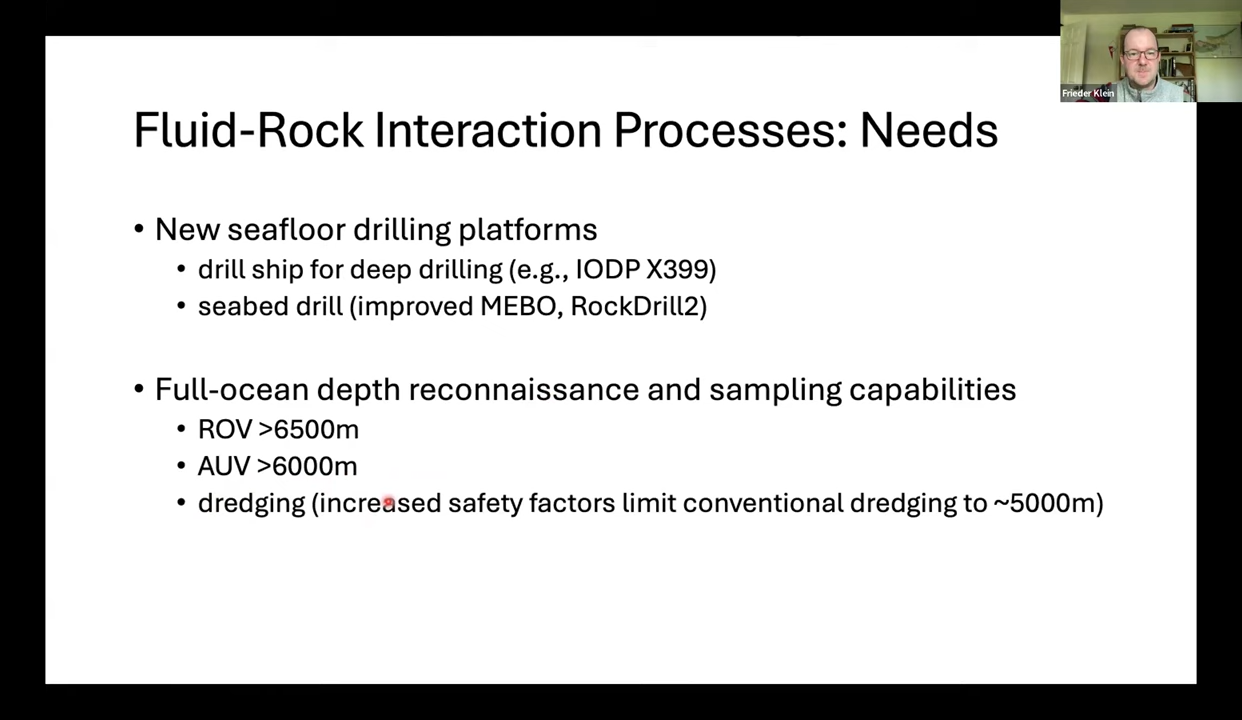 Frieder Klein
Fluid-Rock Interaction Processes: Needs
• New seafloor drilling platforms
• drill ship for deep drilling (e.g., IODP X399)
• seabed drill (improved MEBO, RockDrill2)
• Full-ocean depth reconnaissance and sampling capabilities
• ROV >6500m
• AUV >6000m
• dredging (increased safety factors limit conventional dredging to ~5000m)